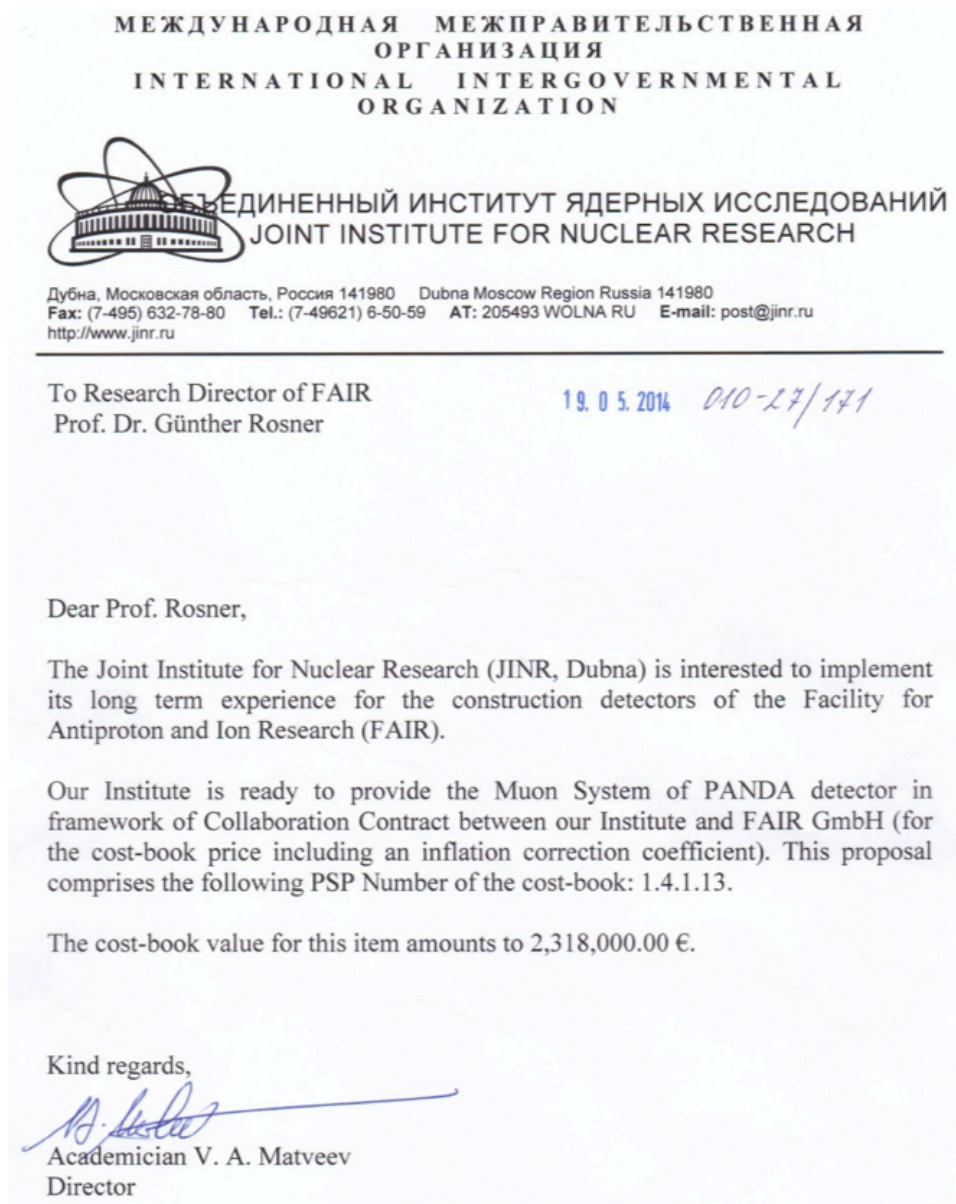 МЕЖДУНАРОДНАЯ МЕЖПРАВИТЕЛЬСТВЕННАЯ
ОРГАНИЗАЦИЯ
INTERNATIONAL INTERGOVERNMENTAL
ORGANIZATION
ОБЪЕДИНЕННЫЙ ИНСТИТУТ ЯДЕРНЫХ ИССЛЕДОВАНИЙ
JOINT INSTITUTE FOR NUCLEAR RESEARCH
Дубна, Московская область, Россия 141980 Dubna Moscow Region Russia 141980
Fax: (7-495) 632-78-80 Tel.: (7-49621) 6-50-59 AT: 205493 WOLNA RU E-mail: post@jinr.ru
http://www.jinr.ru
To Research Director of FAIR
Prof. Dr. Günther Rosner
19. 05. 2014 010-27/171
Dear Prof. Rosner,
The Joint Institute for Nuclear Research (JINR, Dubna) is interested to implement
its long term experience for the construction detectors of the Facility for
Antiproton and Ion Research (FAIR).
Our Institute is ready to provide the Muon System of PANDA detector in
framework of Collaboration Contract between our Institute and FAIR GmbH (for
the cost-book price including an inflation correction coefficient). This proposal
comprises the following PSP Number of the cost-book: 1.4.1.13.
The cost-book value for this item amounts to 2,318,000.00 €.
Kind regards,
Academician V. A. Matveev
Director